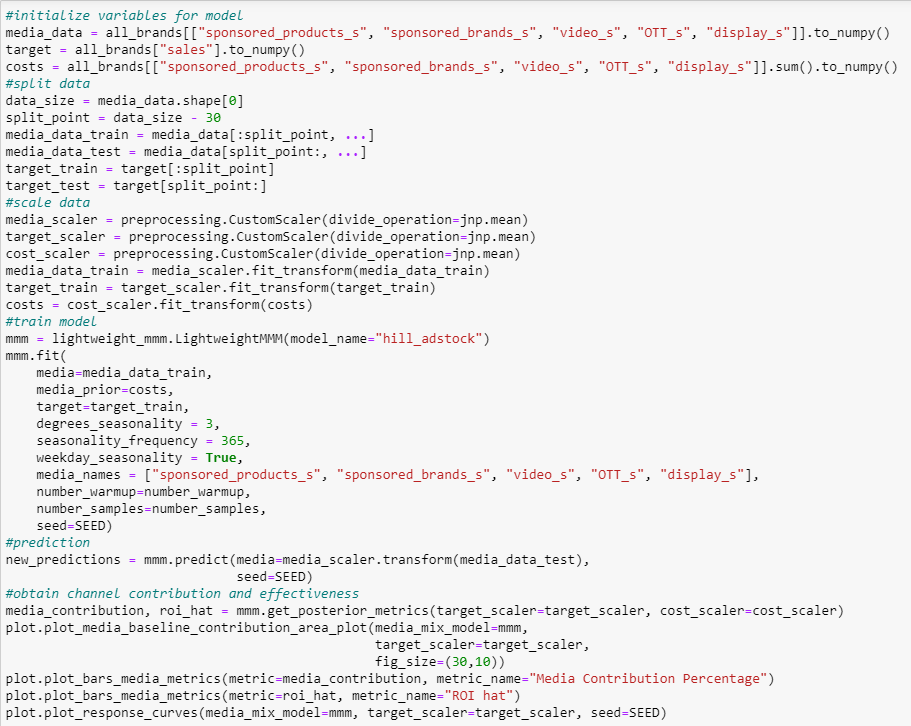 #initialize variables for model
media_data = all_brands[["sponsored_products_s", "sponsored_brands_s", "video_s", "OTT_s", "display_s"]].to_numpy()
target = all_brands["sales"].to_numpy()
costs = all_brands[["sponsored_products_s", "sponsored_brands_s", "video_s", "OTT_s", "display_s"]].sum().to_numpy()
#split data
data_size = media_data.shape[0]
split_point = data_size - 30
media_data_train = media_data[:split_point, ...]
media_data_test = media_data[split_point:, ...]
target_train = target[:split_point]
target_test = target[split_point:]
#scale data
media_scaler = preprocessing.CustomScaler(divide_operation=jnp.mean)
target_scaler = preprocessing.CustomScaler(divide_operation=jnp.mean)
cost_scaler = preprocessing.CustomScaler(divide_operation=jnp.mean)
media_data_train = media_scaler.fit_transform(media_data_train)
target_train = target_scaler.fit_transform(target_train)
costs = cost_scaler.fit_transform(costs)
#train model
mmm = lightweight_mmm.LightweightMMM(model_name="hill_adstock")
mmm.fit(
    media=media_data_train,
    media_prior=costs,
    target=target_train,
    degrees_seasonality = 3,
    seasonality_frequency = 365,
    weekday_seasonality = True,
    media_names = ["sponsored_products_s", "sponsored_brands_s", "video_s", "OTT_s", "display_s"],
    number_warmup=number_warmup,
    number_samples=number_samples,
    seed=SEED)
#prediction
new_predictions = mmm.predict(media=media_scaler.transform(media_data_test),
                              seed=SEED)
#obtain channel contribution and effectiveness
media_contribution, roi_hat = mmm.get_posterior_metrics(target_scaler=target_scaler, cost_scaler=cost_scaler)
plot.plot_media_baseline_contribution_area_plot(media_mix_model=mmm,
                                                target_scaler=target_scaler,
                                                fig_size=(30,10))
plot.plot_bars_media_metrics(metric=media_contribution, metric_name="Media Contribution Percentage")
plot.plot_bars_media_metrics(metric=roi_hat, metric_name="ROI hat")
plot.plot_response_curves(media_mix_model=mmm, target_scaler=target_scaler, seed=SEED)